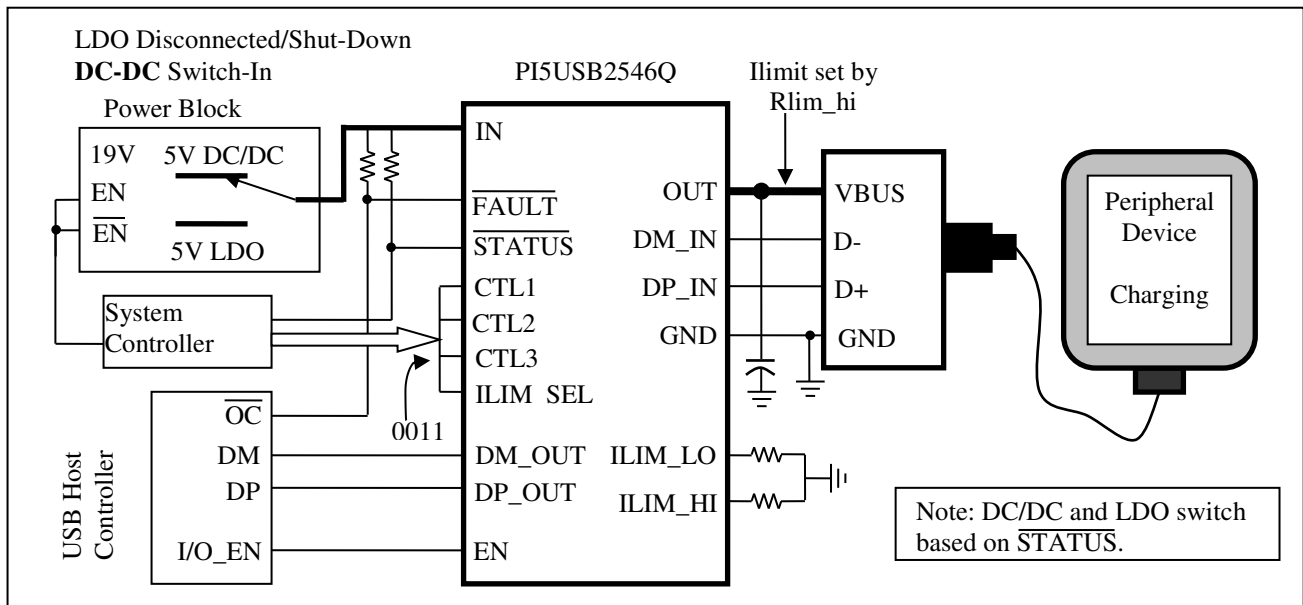 LDO Disconnected/Shut-Down
DC-DC Switch-In
Power Block
19V
5V DC/DC
EN
EN
5V LDO
System
Controller
USB Host
Controller
OC
DM
DP
I/O_EN
0011
PI5USB2546Q
IN
FAULT
STATUS
CTL1
CTL2
CTL3
ILIM SEL
DM_OUT
DP_OUT
EN
OUT
DM_IN
DP_IN
GND
ILIM_LO
ILIM_HI
Ilimit set by
Rlim_hi
VBUS
D-
D+
GND
Peripheral
Device
Charging
Note: DC/DC and LDO switch
based on STATUS.